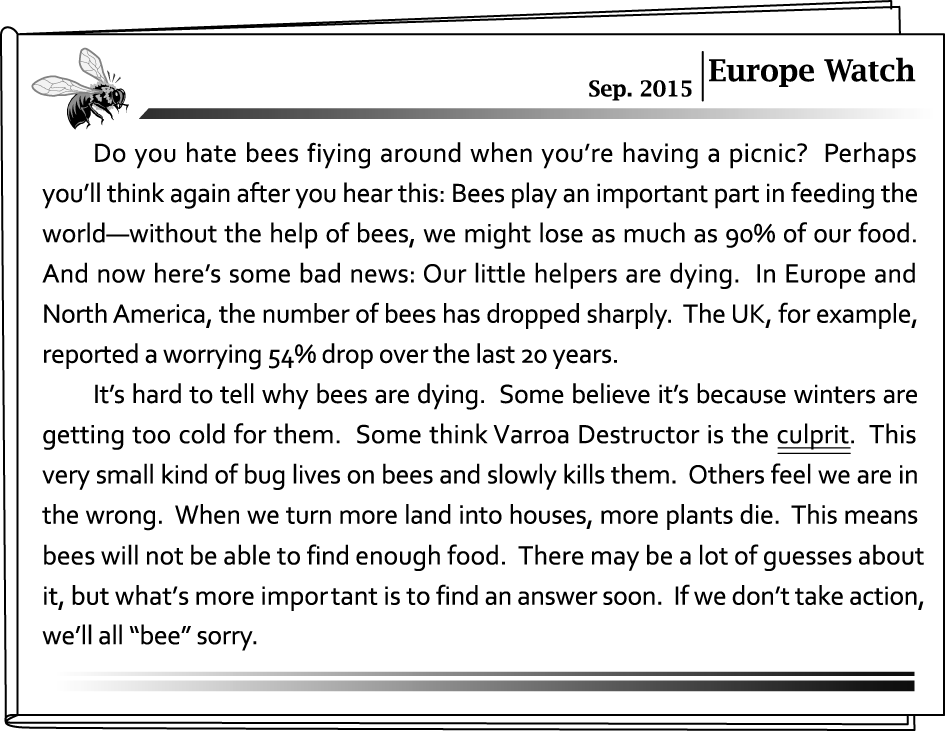 Europe Watch
Sep. 2015
Do you hate bees fiying around when you're having a picnic? Perhaps
you'll think again after you hear this: Bees play an important part in feeding the
world—without the help of bees, we might lose as much as 90% of our food.
And now here's some bad news: Our little helpers are dying. In Europe and
North America, the number of bees has dropped sharply. The UK, for example,
reported a worrying 54% drop over the last 20 years.
It's hard to tell why bees are dying. Some believe it's because winters are
getting too cold for them. Some think Varroa Destructor is the culprit. This
very small kind of bug lives on bees and slowly kills them. Others feel we are in
the wrong. When we turn more land into houses, more plants die. This means
bees will not be able to find enough food. There may be a lot of guesses about
it, but what's more important is to find an answer soon. If we don't take action,
we'll all “bee” sorry.